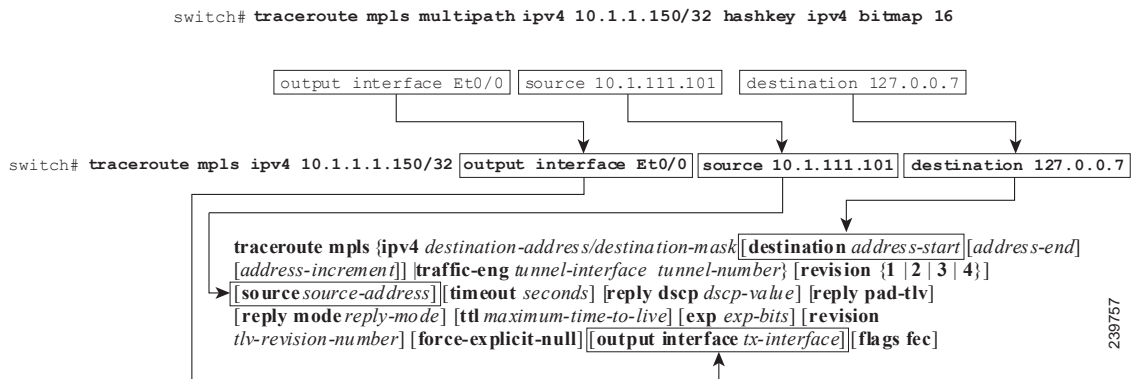 switch# traceroute mpls multipath ipv4 10.1.1.150/32 hashkey ipv4 bitmap 16
output interface Et0/0 source 10.1.111.101 destination 127.0.0.7
switch# traceroute mpls ipv4 10.1.1.1.150/32 output interface Et0/0 source 10.1.111.101 destination 127.0.0.7
traceroute mpls {ipv4 destination-address/destination-mask [destination address-start [address-end]
[address-increment]] |traffic-eng tunnel-interface tunnel-number} [revision {1 | 2 | 3 | 4}]
[source source-address] [timeout seconds] [reply dscp dscp-value] [reply pad-tlv]
[reply mode reply-mode] [ttl maximum-time-to-live] [exp exp-bits] [revision
tlv-revision-number] [force-explicit-null] [output interface tx-interface] [flags fec]
239757